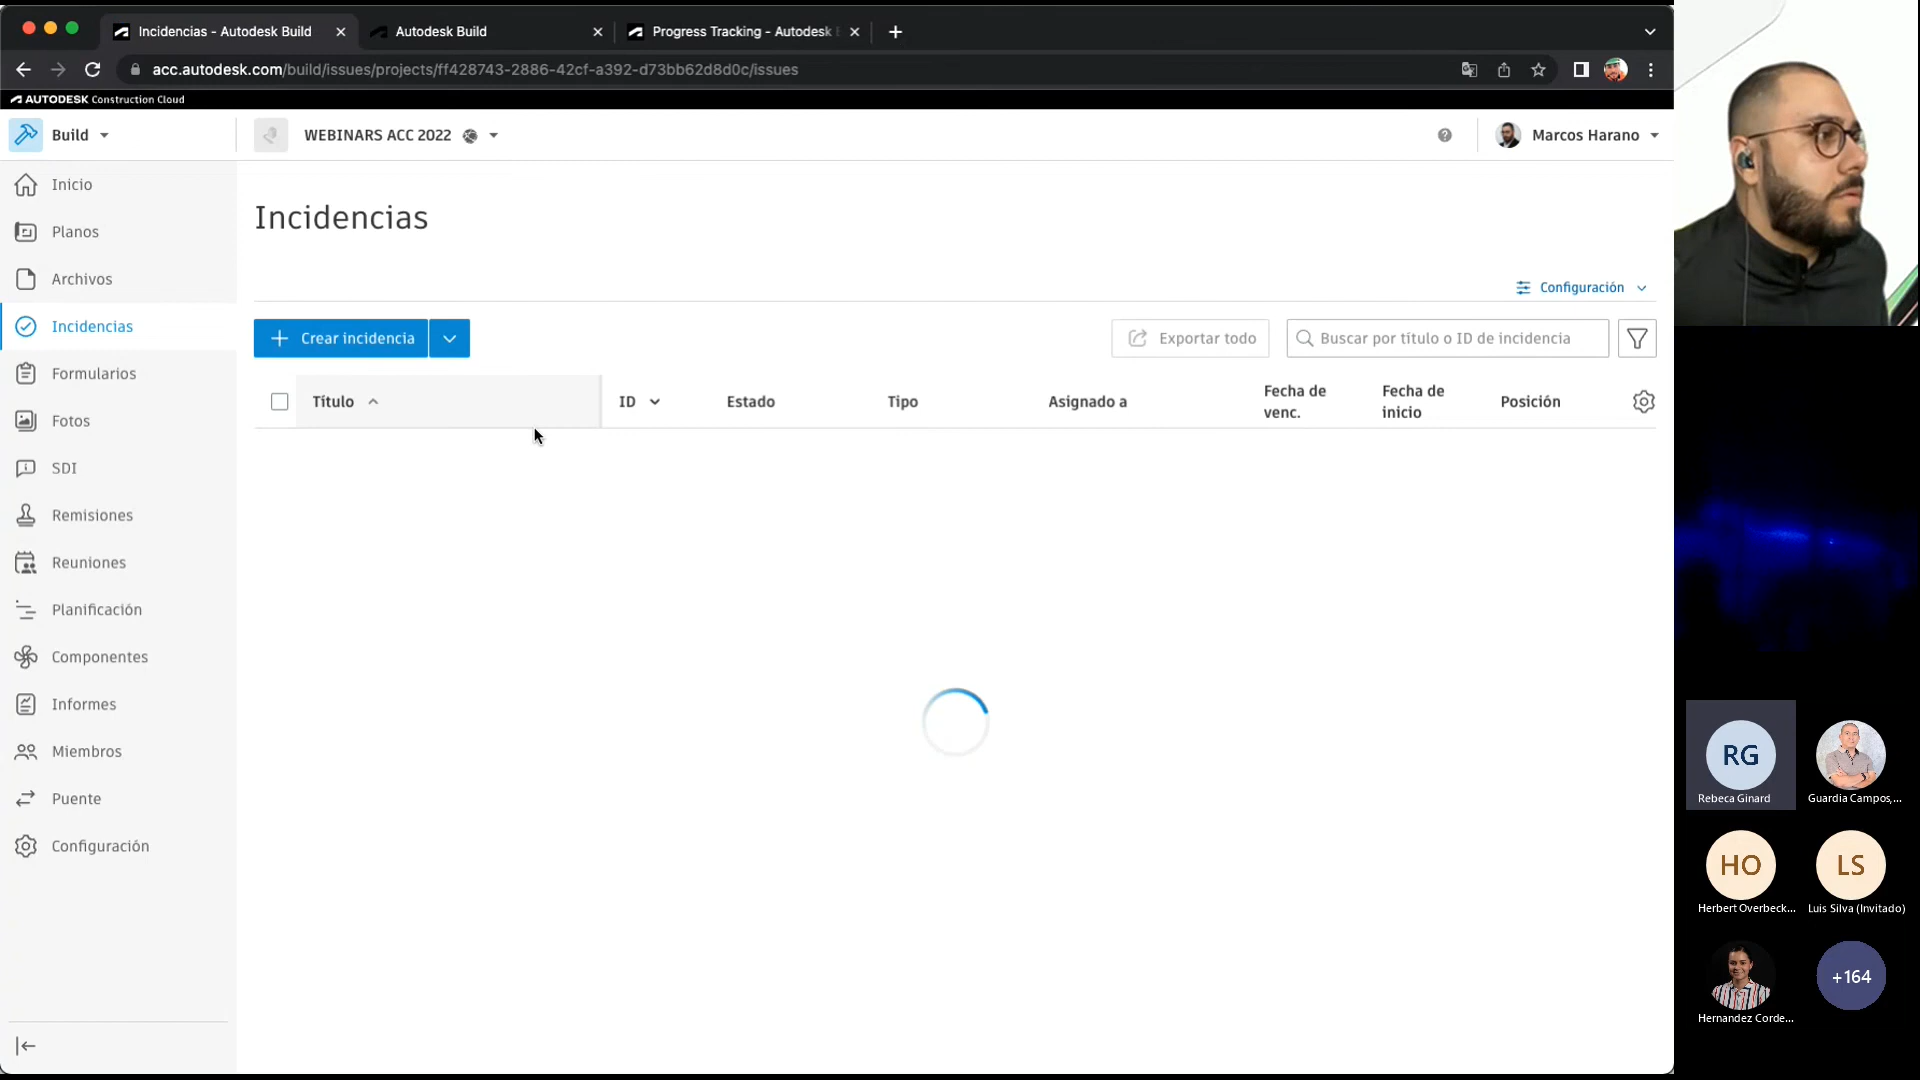 Incidencias - Autodesk Build
Autodesk Build
Progress Tracking - Autodesk
acc.autodesk.com/build/issues/projects/ff428743-2886-42cf-a392-d73bb62d8d0c/issues
AUTODESK Construction Cloud
Build
WEBINARS ACC 2022
Marcos Harano
Inicio
Planos
Archivos
Incidencias
Formularios
Fotos
SDI
Remisiones
Reuniones
Planificación
Componentes
Informes
Miembros
Puente
Configuración
Incidencias
Configuración
Crear incidencia
Exportar todo
Buscar por título o ID de incidencia
Título
ID
Estado
Tipo
Asignado a
Fecha de venc.
Fecha de inicio
Posición
RG
Rebeca Ginard
Guardia Campos,...
HO
Herbert Overbeck...
LS
Luis Silva (Invitado)
Hernandez Corde...
+164